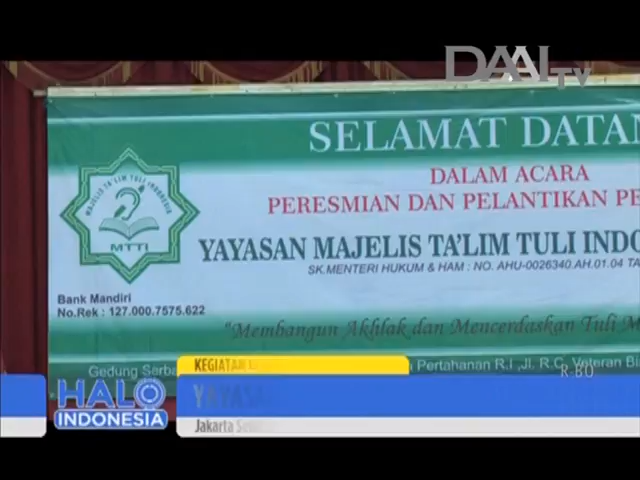 DAAI TV
SELAMAT DATAN
DALAM ACARA
PERESMIAN DAN PELANTIKAN PE
MAJELIS TA'LIM TULI INDONESIA
MTTI
YAYASAN MAJELIS TA'LIM TULI INDO
SK.MENTERI HUKUM & HAM : NO. AHU-0026340.AH.01.04 TA
Bank Mandiri
No.Rek : 127.000.7575.622
"Membangun Akhlak dan Mencerdaskan Tuli M
Gedung Serba Pertahanan R.I ,Jl. R.C. Veteran Bi
R-BO
KEGIATAN
HALO
INDONESIA
YAYASA
Jakarta